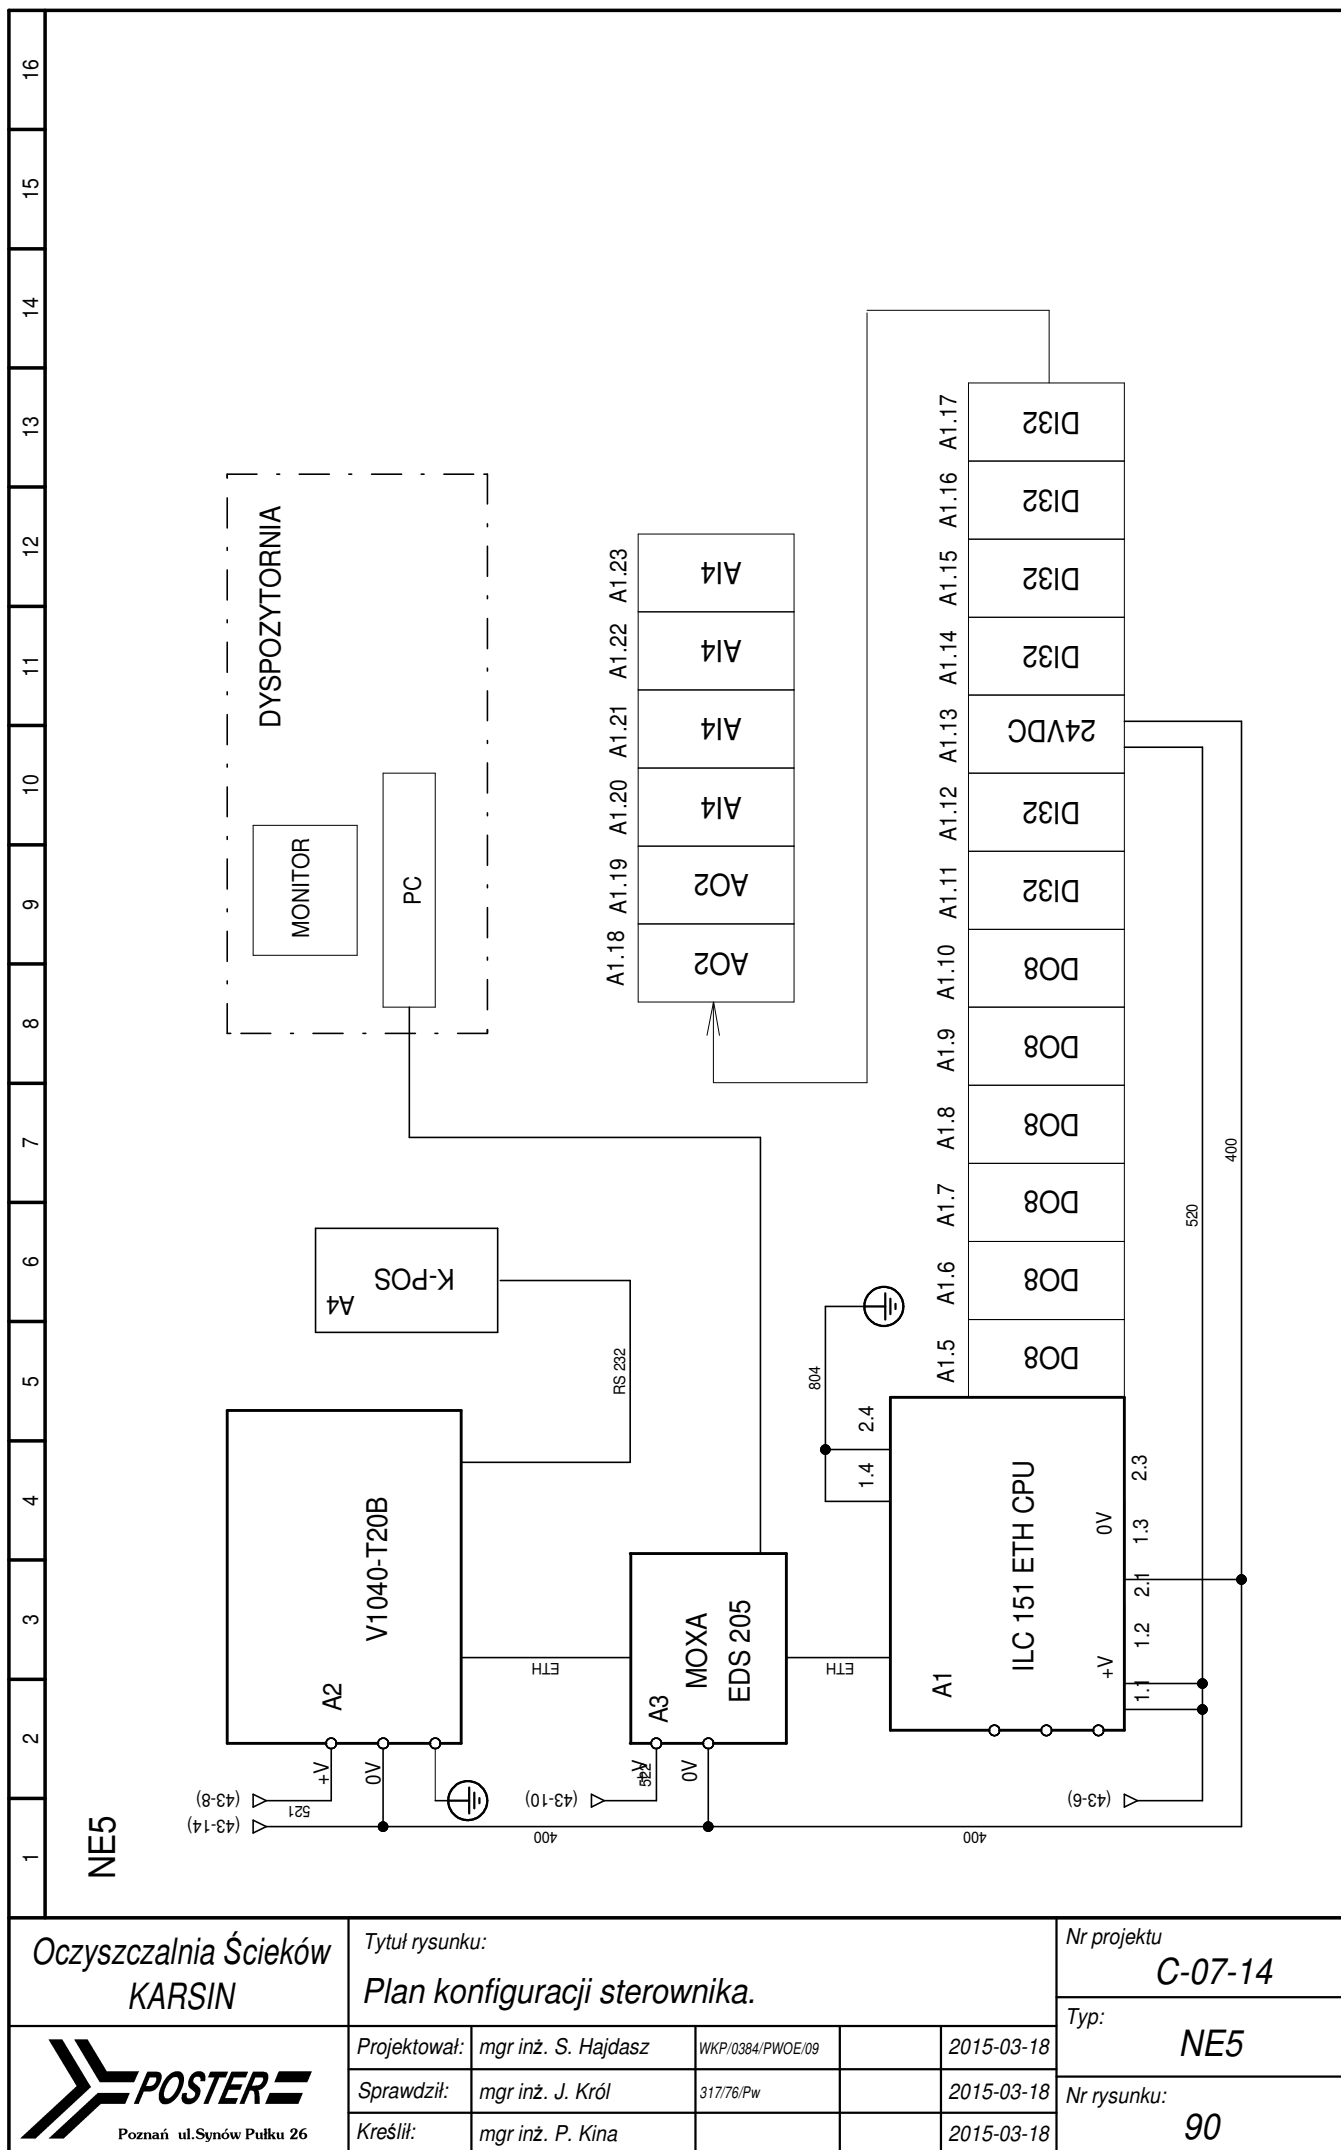 16
15
14
13
12
11
10
9
8
7
6
5
4
3
2
1
NE5
DYSPOZYTORNIA
MONITOR
PC
A4
K-POS
RS 232
V1040-T20B
A2
+V
0V
(43-8)
521
(43-14)
ETH
MOXA
EDS 205
A3
+V
522
0V
(43-10)
400
ETH
A1.23
AI4
A1.22
AI4
A1.21
AI4
A1.20
AI4
A1.19
AO2
A1.18
AO2
A1.17
DI32
A1.16
DI32
A1.15
DI32
A1.14
DI32
A1.13
24VDC
A1.12
DI32
A1.11
DI32
A1.10
DO8
A1.9
DO8
A1.8
DO8
A1.7
DO8
A1.6
DO8
A1.5
DO8
804
2.4
1.4
ILC 151 ETH CPU
A1
0V
+V
2.3
1.3
2.1
1.2
1.1
520
400
(43-6)
400
Oczyszczalnia Ścieków
KARSIN
Tytuł rysunku:
Plan konfiguracji sterownika.
Nr projektu
C-07-14
Typ:
NE5
Nr rysunku:
90
Projektował: mgr inż. S. Hajdasz WKP/0384/PWOE/09 2015-03-18
Sprawdził: mgr inż. J. Król 317/76/Pw 2015-03-18
Kreślił: mgr inż. P. Kina 2015-03-18
POSTER
Poznań ul.Synów Pułku 26